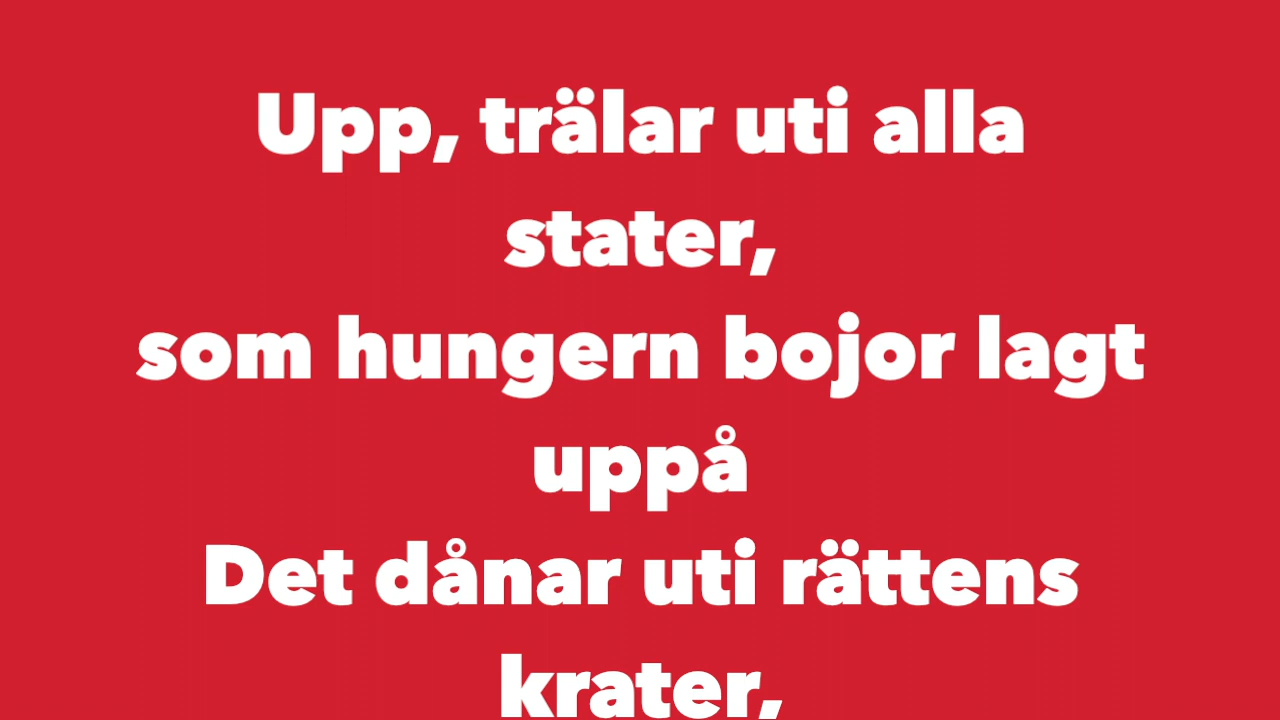 Upp, trälar uti alla
stater,
som hungern bojor lagt
uppå
Det dånar uti rättens
krater,